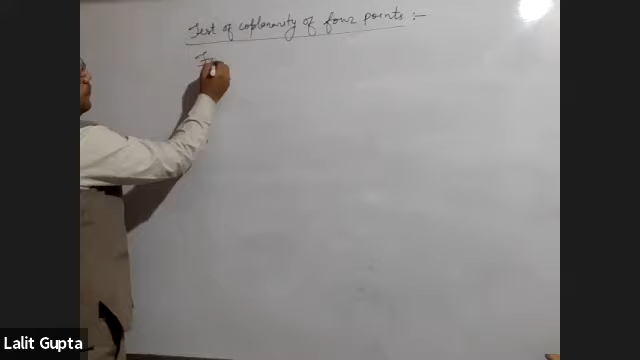 Test of coplanarity of four points :-
Lalit Gupta